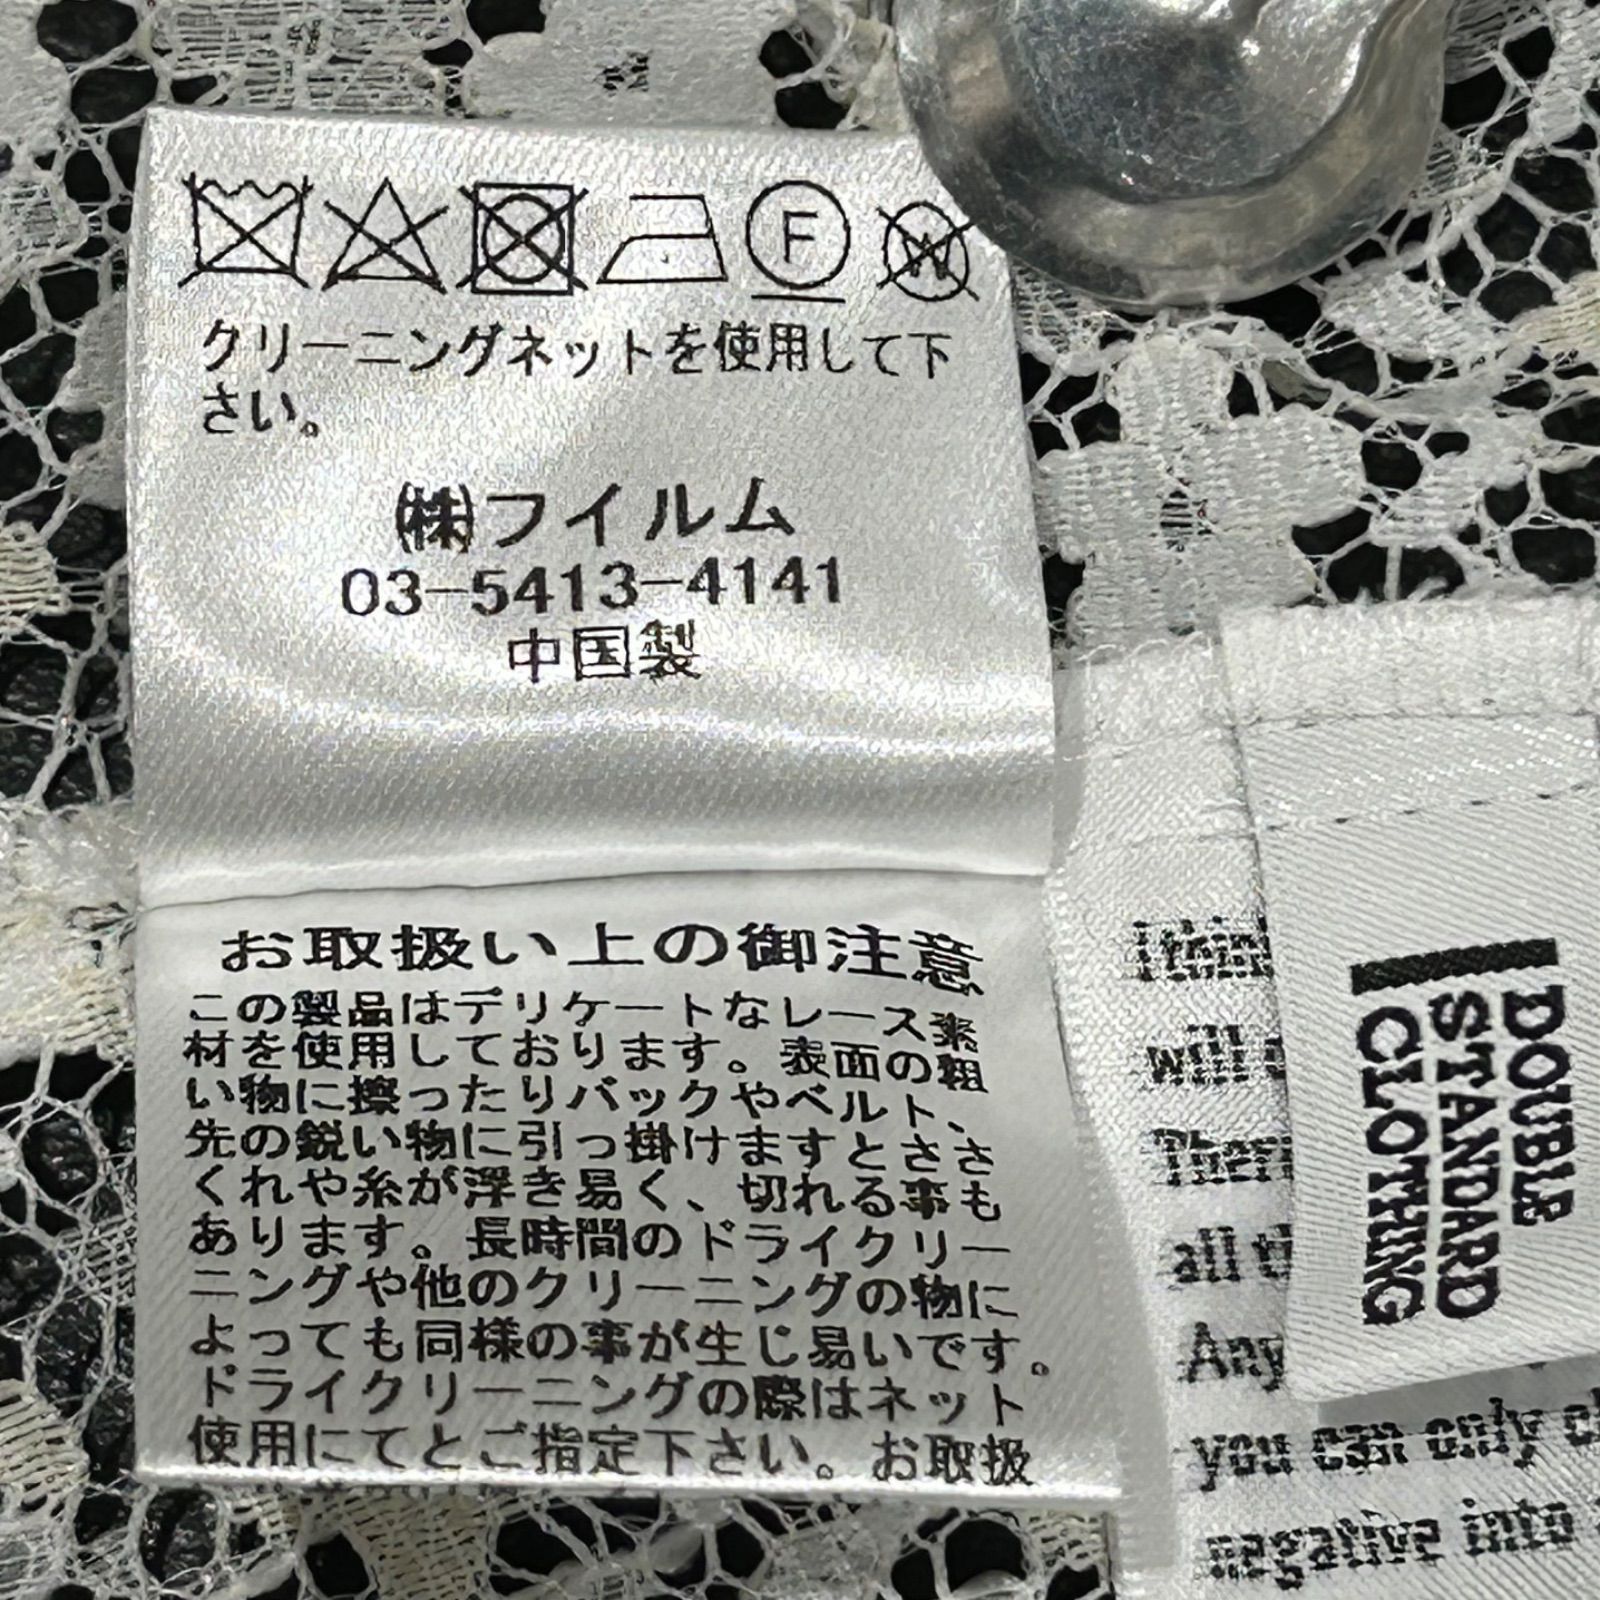 F
W
クリーニングネットを使用して下
さい。
㈱フイルム
03-5413-4141
中国製
お取扱い上の御注意
この製品はデリケートなレース素
材を使用しております。表面の粗
い物に擦ったりバックやベルト、
先の鋭い物に引っ掛けますとささ
くれや糸が浮き易く、切れる事も
あります。長時間のドライクリー
ニングや他のクリーニングの物に
よっても同様の事が生じ易いです。
ドライクリーニングの際はネット
使用にてとご指定下さい。お取扱
I
will
all
Any
you can only
negative into
DOUBLE
STANDARD
CLOTHING